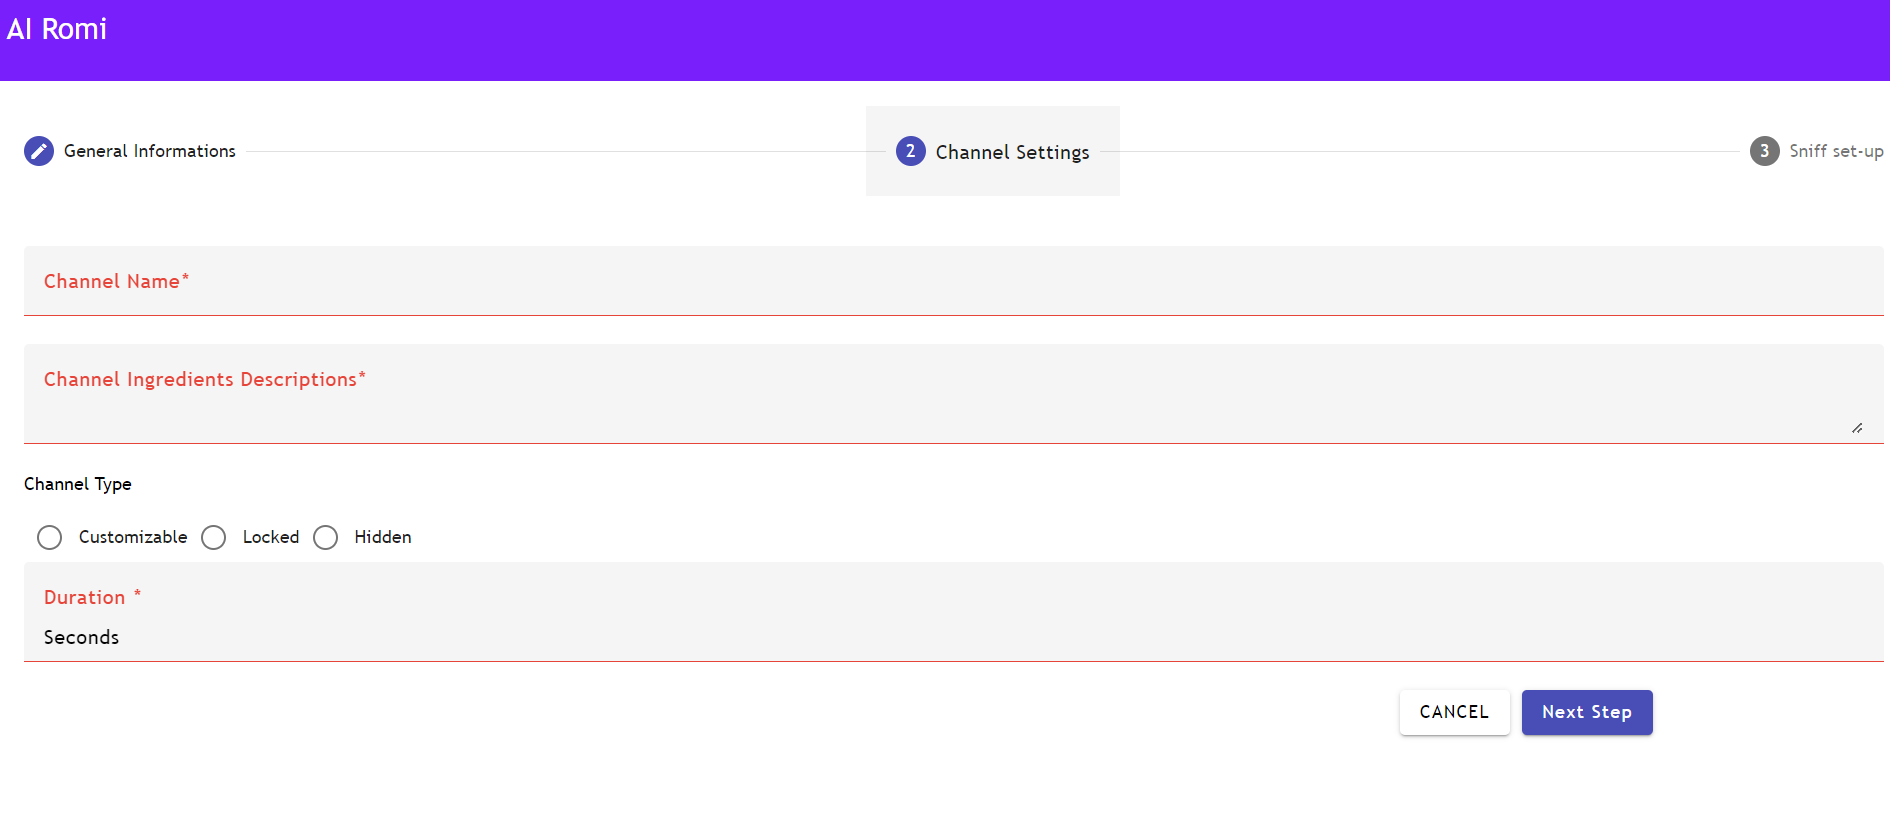 AI Romi
General Informations
2 Channel Settings
3 Sniff set-up
Channel Name*
Channel Ingredients Descriptions*
Channel Type
Customizable Locked Hidden
Duration *
Seconds
CANCEL Next Step